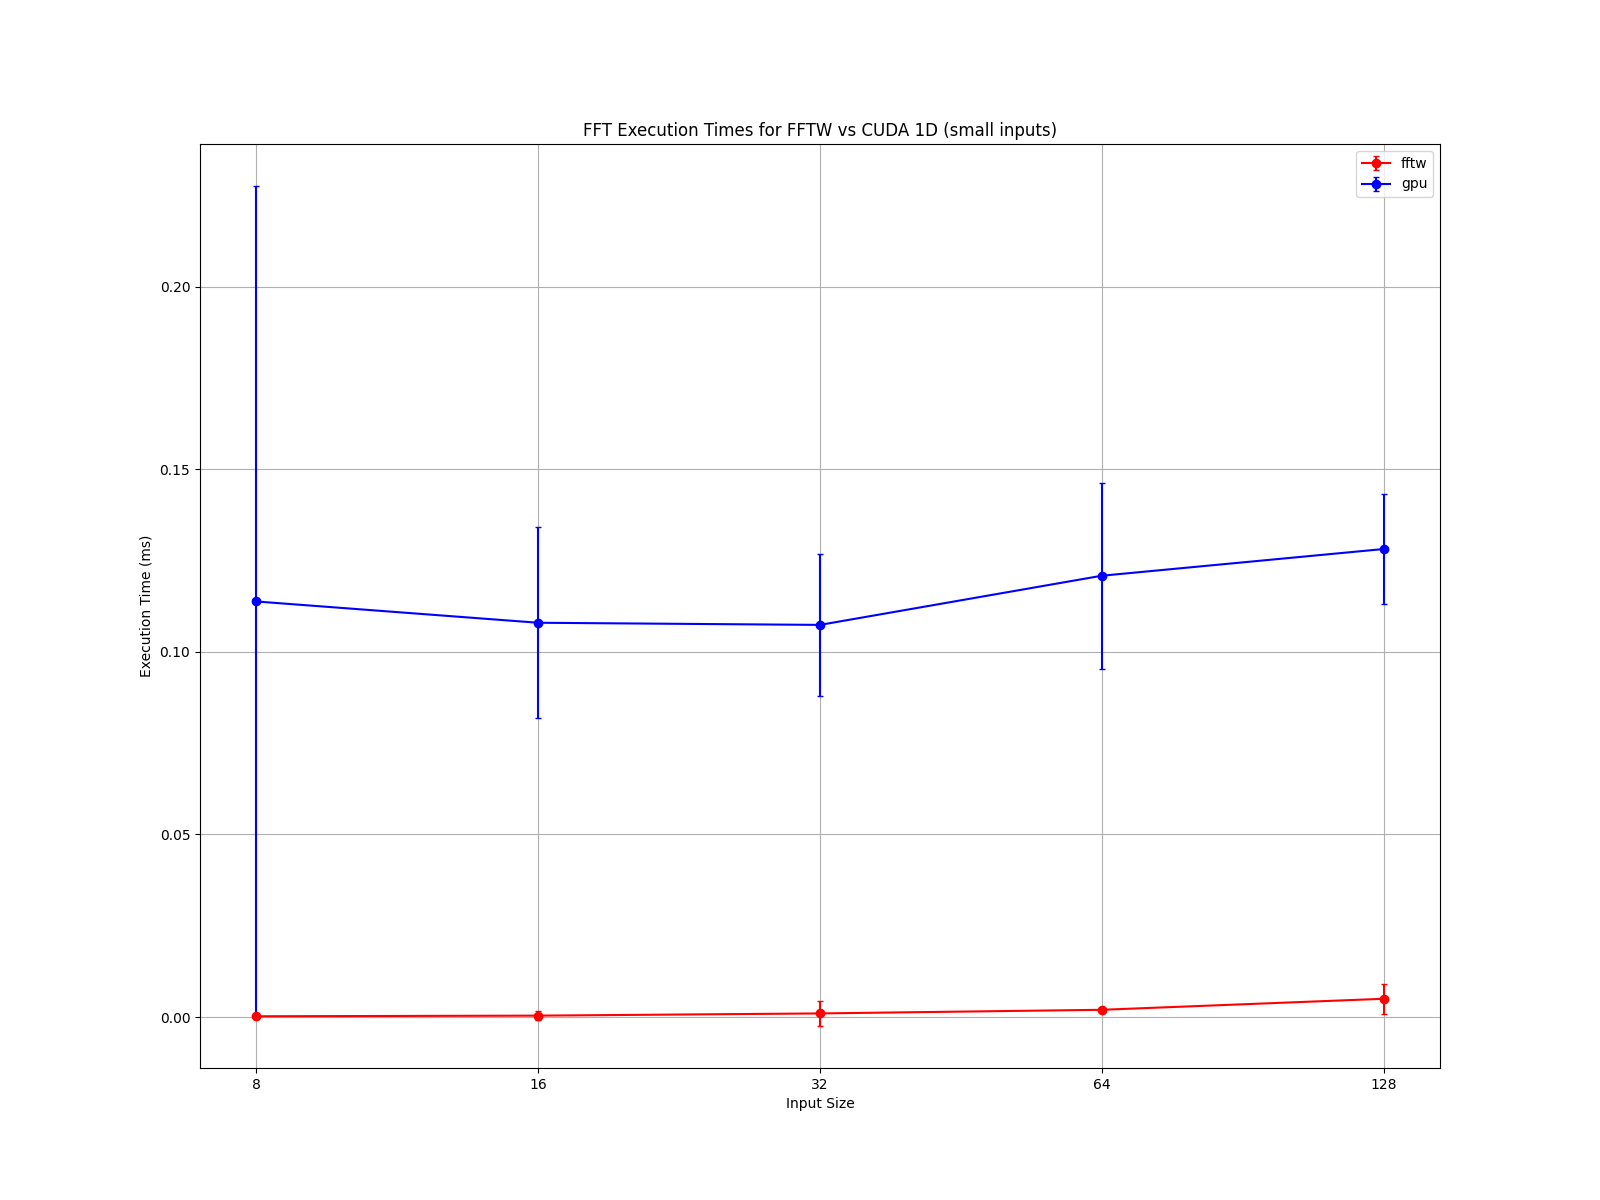 FFT Execution Times for FFTW vs CUDA 1D (small inputs)
fftw
gpu
Execution Time (ms)
0.20
0.15
0.10
0.05
0.00
8 16 32 64 128
Input Size